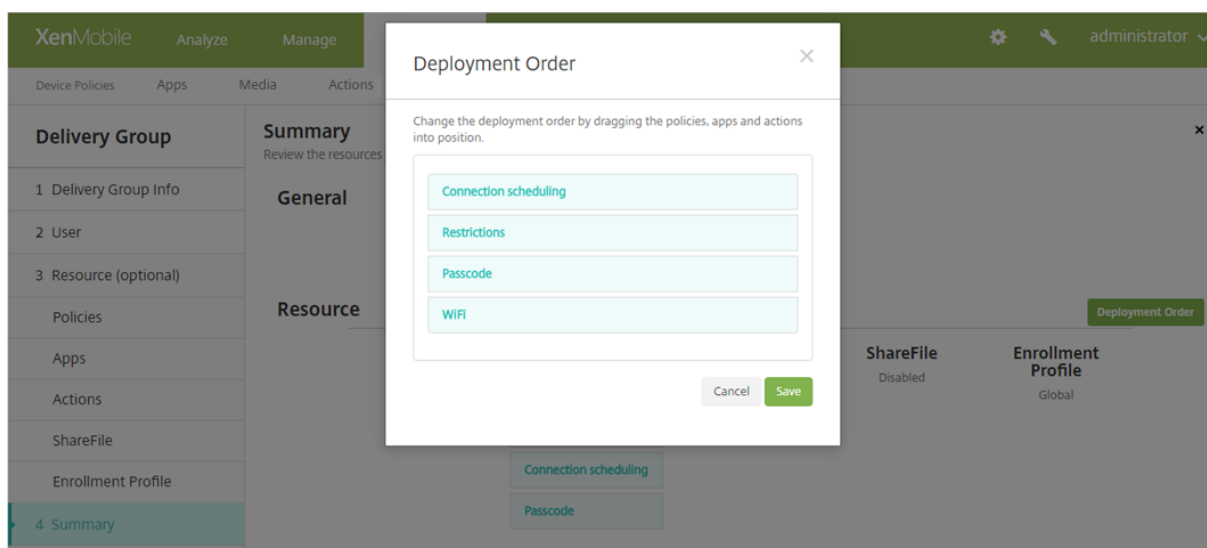 XenMobile Analyze Manage administrator
Device Policies Apps Media Actions
Delivery Group
1 Delivery Group Info
2 User
3 Resource (optional)
Policies
Apps
Actions
ShareFile
Enrollment Profile
4 Summary
Summary
Review the resources
General
Resource
Deployment Order
×
Change the deployment order by dragging the policies, apps and actions
into position.
Connection scheduling
Restrictions
Passcode
WiFi
Cancel Save
×
Deployment Order
ShareFile
Disabled
Enrollment
Profile
Global
Connection scheduling
Passcode